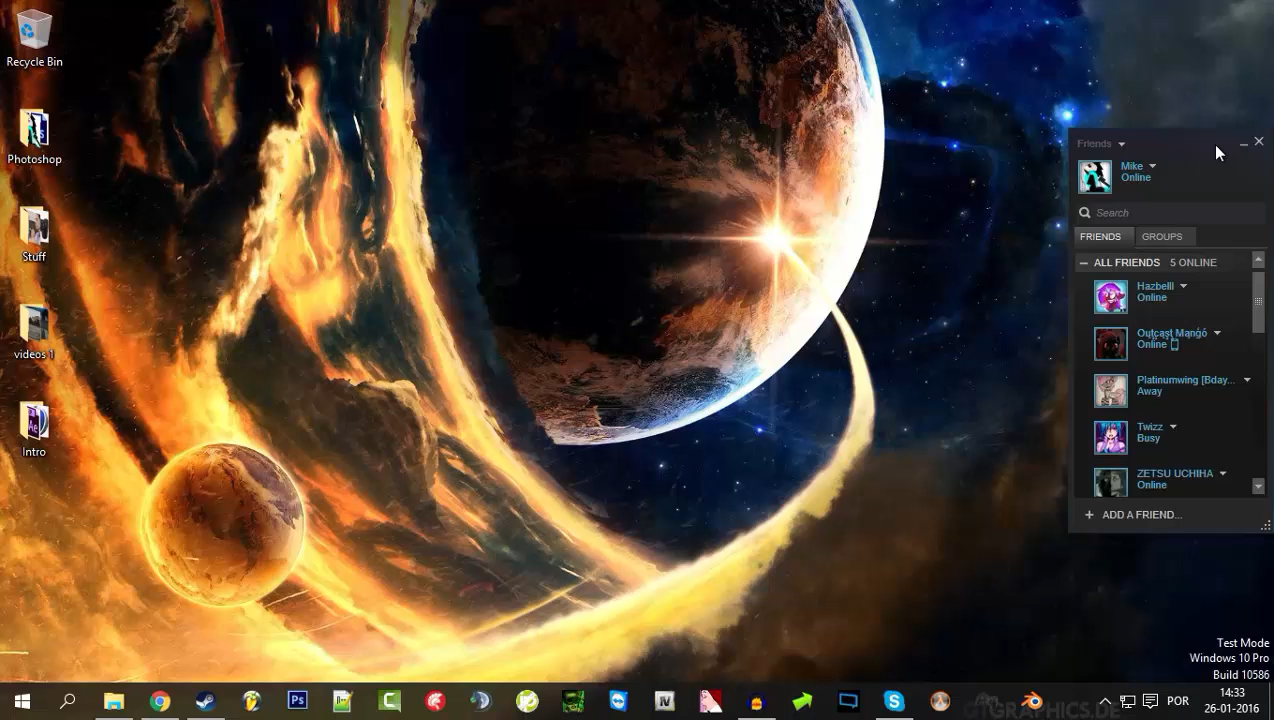 Recycle Bin
Photoshop
Stuff
videos 1
Intro
Friends
Mike
Online
Search
FRIENDS GROUPS
ALL FRIENDS 5 ONLINE
Hazbelll
Online
Outcast Mangó
Online
Platinumwing [Bday...
Away
Twizz
Busy
ZETSU UCHIHA
Online
+ ADD A FRIEND...
Test Mode
Windows 10 Pro
Build 10586
Ps
POR
14:33
26-01-2016